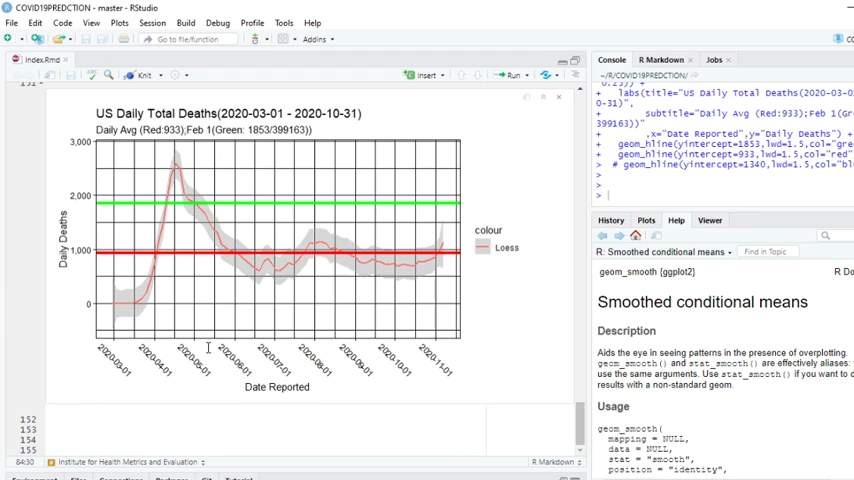 COVID19PREDCTION - master - RStudio
File Edit Code View Plots Session Build Debug Profile Tools Help
Go to file/function
Addins
Index.Rmd
Knit
Insert
Run
131
US Daily Total Deaths(2020-03-01 - 2020-10-31)
Daily Avg (Red:933);Feb 1(Green: 1853/399163))
3,000
2,000
1,000
0
Daily Deaths
2020-03-01
2020-04-01
2020-05-01
2020-06-01
2020-07-01
2020-08-01
2020-09-01
2020-10-01
2020-11-01
Date Reported
colour
Loess
152
153
154
155
84:30
Institute for Health Metrics and Evaluation
R Markdown
Console R Markdown Jobs
~/R/COVID19PREDCTION/
+ labs(title="US Daily Total Deaths(2020-03-0
0-31)",
+ subtitle="Daily Avg (Red:933);Feb 1(Green: 1853/
399163))"
+ ,x="Date Reported",y="Daily Deaths") +
+ geom_hline(yintercept=1853,lwd=1.5,col="gree
+ geom_hline(yintercept=933,lwd=1.5,col="red"
> # geom_hline(yintercept=1340,lwd=1.5,col="bl
>
>
>
History Plots Help Viewer
R: Smoothed conditional means
Find in Topic
geom_smooth {ggplot2}
Smoothed conditional means
Description
Aids the eye in seeing patterns in the presence of overplotting.
geom_smooth() and stat_smooth() are effectively aliases:
use the same arguments. Use stat_smooth() if you want to d
results with a non-standard geom.
Usage
geom_smooth(
mapping = NULL,
data = NULL,
stat = "smooth",
position = "identity",